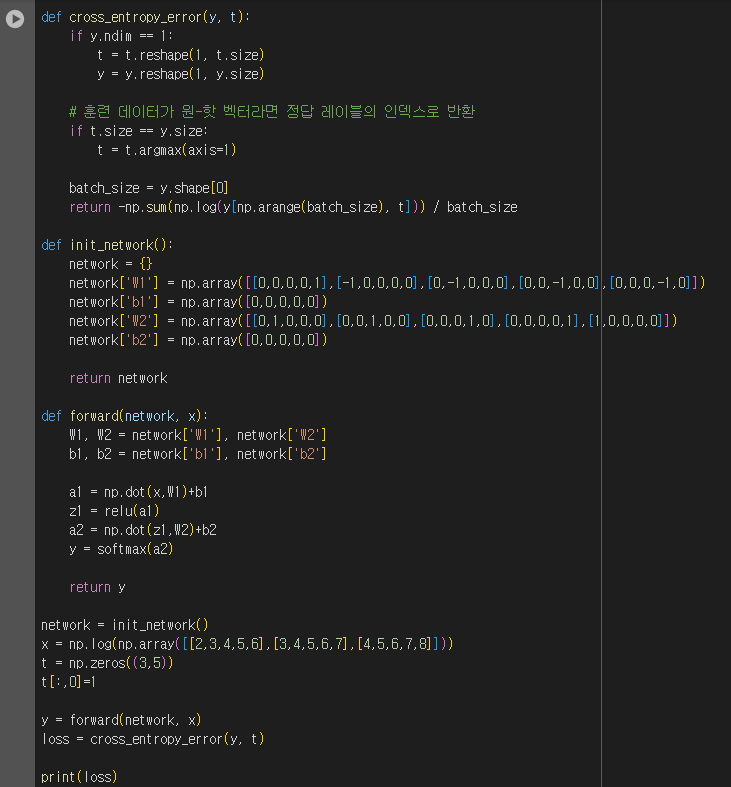 def cross_entropy_error(y, t):
    if y.ndim == 1:
        t = t.reshape(1, t.size)
        y = y.reshape(1, y.size)

    # 훈련 데이터가 원-핫 벡터라면 정답 레이블의 인덱스로 반환
    if t.size == y.size:
        t = t.argmax(axis=1)

    batch_size = y.shape[0]
    return -np.sum(np.log(y[np.arange(batch_size), t])) / batch_size

def init_network():
    network = {}
    network['W1'] = np.array([[0,0,0,0,1],[-1,0,0,0,0],[0,-1,0,0,0],[0,0,-1,0,0],[0,0,0,-1,0]])
    network['b1'] = np.array([0,0,0,0,0])
    network['W2'] = np.array([[0,1,0,0,0],[0,0,1,0,0],[0,0,0,1,0],[0,0,0,0,1],[1,0,0,0,0]])
    network['b2'] = np.array([0,0,0,0,0])

    return network

def forward(network, x):
    W1, W2 = network['W1'], network['W2']
    b1, b2 = network['b1'], network['b2']

    a1 = np.dot(x,W1)+b1
    z1 = relu(a1)
    a2 = np.dot(z1,W2)+b2
    y = softmax(a2)

    return y

network = init_network()
x = np.log(np.array([[2,3,4,5,6],[3,4,5,6,7],[4,5,6,7,8]]))
t = np.zeros((3,5))
t[:,0]=1

y = forward(network, x)
loss = cross_entropy_error(y, t)

print(loss)